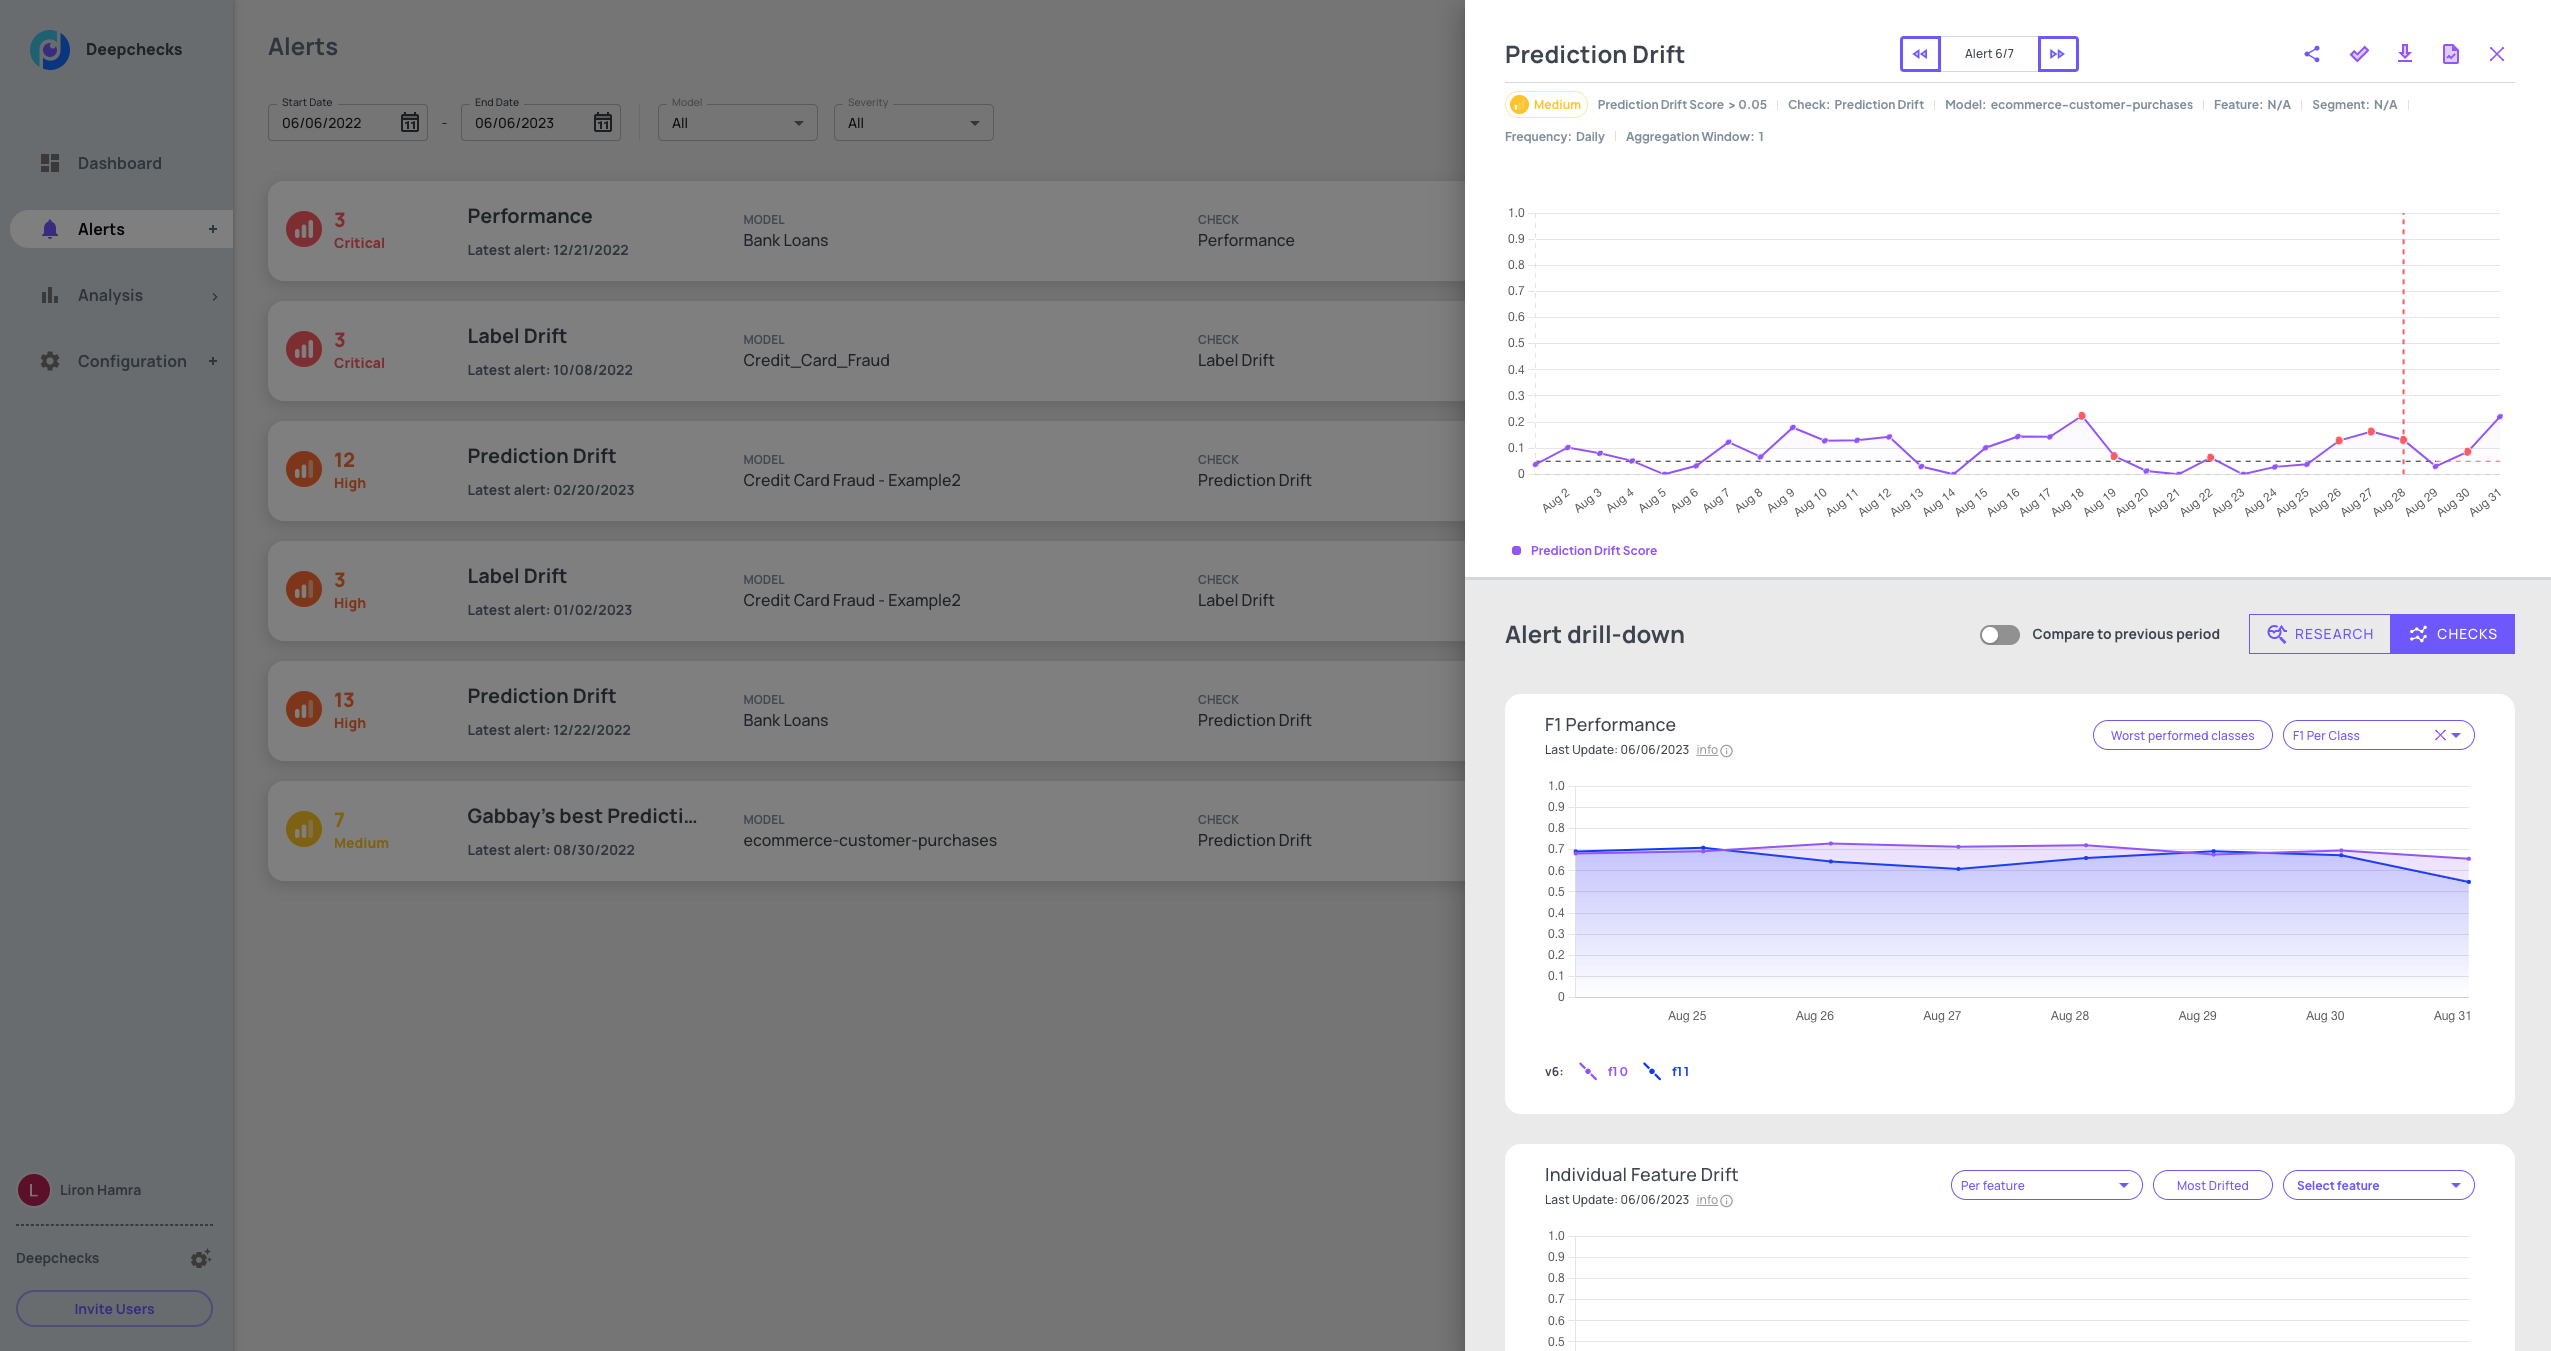 Deepchecks
Dashboard
Alerts +
Analysis
Configuration +
L Liron Hamra
Deepchecks
Invite Users
Alerts
Start Date
06/06/2022
-
End Date
06/06/2023
Model
All
Severity
All
3
Critical
Performance
Latest alert: 12/21/2022
MODEL
Bank Loans
CHECK
Performance
3
Critical
Label Drift
Latest alert: 10/08/2022
MODEL
Credit_Card_Fraud
CHECK
Label Drift
12
High
Prediction Drift
Latest alert: 02/20/2023
MODEL
Credit Card Fraud - Example2
CHECK
Prediction Drift
3
High
Label Drift
Latest alert: 01/02/2023
MODEL
Credit Card Fraud - Example2
CHECK
Label Drift
13
High
Prediction Drift
Latest alert: 12/22/2022
MODEL
Bank Loans
CHECK
Prediction Drift
7
Medium
Gabbay's best Predicti...
Latest alert: 08/30/2022
MODEL
ecommerce-customer-purchases
CHECK
Prediction Drift
Prediction Drift
Alert 6/7
Medium Prediction Drift Score > 0.05 Check: Prediction Drift Model: ecommerce-customer-purchases Feature: N/A Segment: N/A
Frequency: Daily Aggregation Window: 1
1.0
0.9
0.8
0.7
0.6
0.5
0.4
0.3
0.2
0.1
0
Aug 2 Aug 3 Aug 4 Aug 5 Aug 6 Aug 7 Aug 8 Aug 9 Aug 10 Aug 11 Aug 12 Aug 13 Aug 14 Aug 15 Aug 16 Aug 17 Aug 18 Aug 19 Aug 20 Aug 21 Aug 22 Aug 23 Aug 24 Aug 25 Aug 26 Aug 27 Aug 28 Aug 29 Aug 30 Aug 31
Prediction Drift Score
Alert drill-down
Compare to previous period
RESEARCH
CHECKS
F1 Performance
Last Update: 06/06/2023 info
Worst performed classes
F1 Per Class
1.0
0.9
0.8
0.7
0.6
0.5
0.4
0.3
0.2
0.1
0
Aug 25 Aug 26 Aug 27 Aug 28 Aug 29 Aug 30 Aug 31
v6: f1 0 f1 1
Individual Feature Drift
Last Update: 06/06/2023 info
Per feature
Most Drifted
Select feature
1.0
0.9
0.8
0.7
0.6
0.5